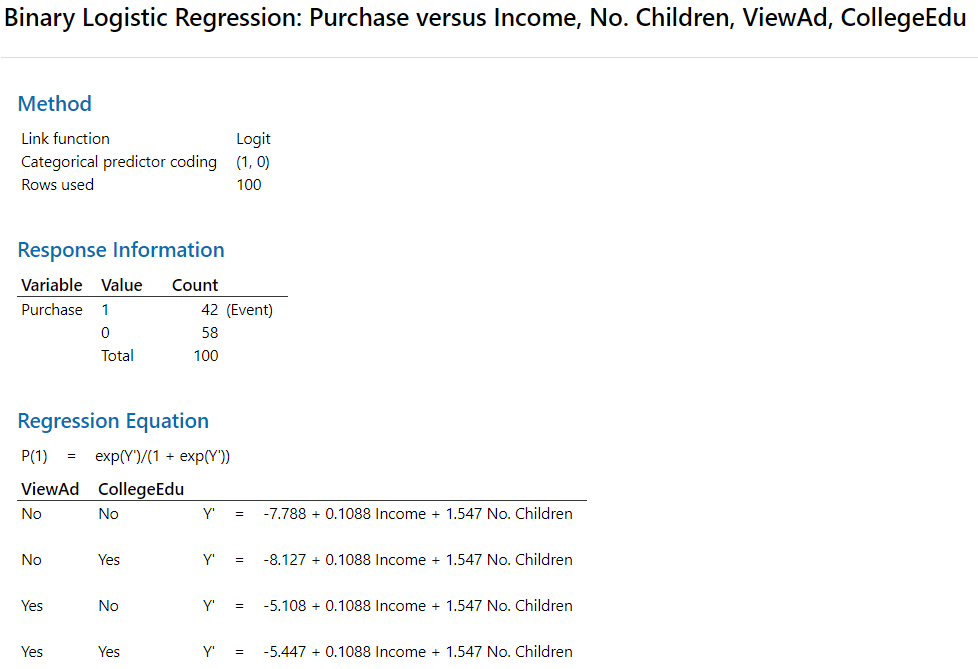 Binary Logistic Regression: Purchase versus Income, No. Children, ViewAd, CollegeEdu
Method
Link function Logit
Categorical predictor coding (1, 0)
Rows used 100
Response Information
Variable Value Count
Purchase 1 42 (Event)
0 58
Total 100
Regression Equation
P(1) = exp(Y')/(1 + exp(Y'))
ViewAd CollegeEdu
No No Y' = -7.788 + 0.1088 Income + 1.547 No. Children
No Yes Y' = -8.127 + 0.1088 Income + 1.547 No. Children
Yes No Y' = -5.108 + 0.1088 Income + 1.547 No. Children
Yes Yes Y' = -5.447 + 0.1088 Income + 1.547 No. Children